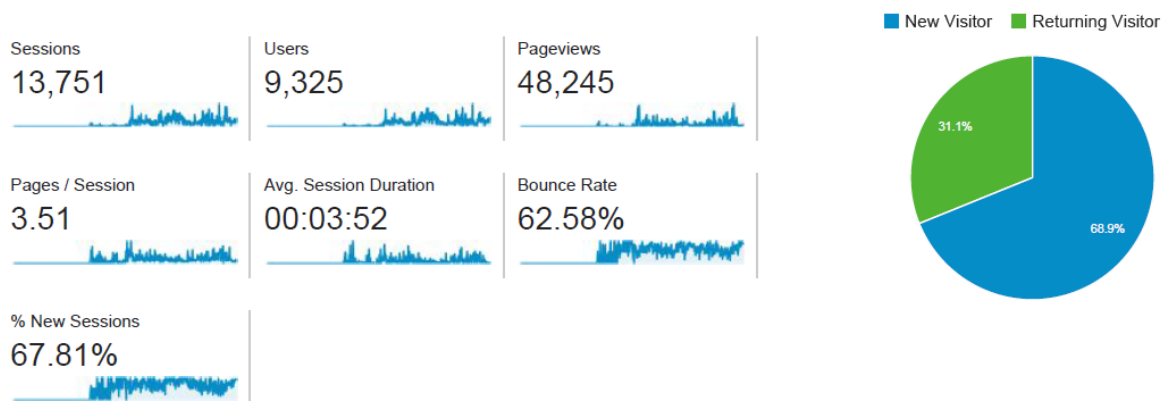 New Visitor Returning Visitor
Sessions
13,751
Users
9,325
Pageviews
48,245
Pages / Session
3.51
Avg. Session Duration
00:03:52
Bounce Rate
62.58%
% New Sessions
67.81%
31.1%
68.9%